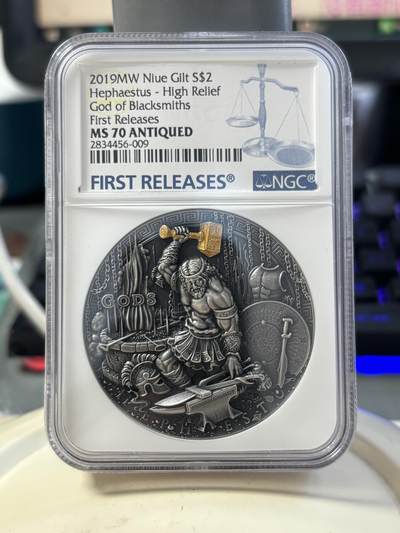 2019MW Niue Gilt S$2
Hephaestus - High Relief
God of Blacksmiths
First Releases
MS 70 ANTIQUED
2834456-009
FIRST RELEASES®
NGC®
GODS